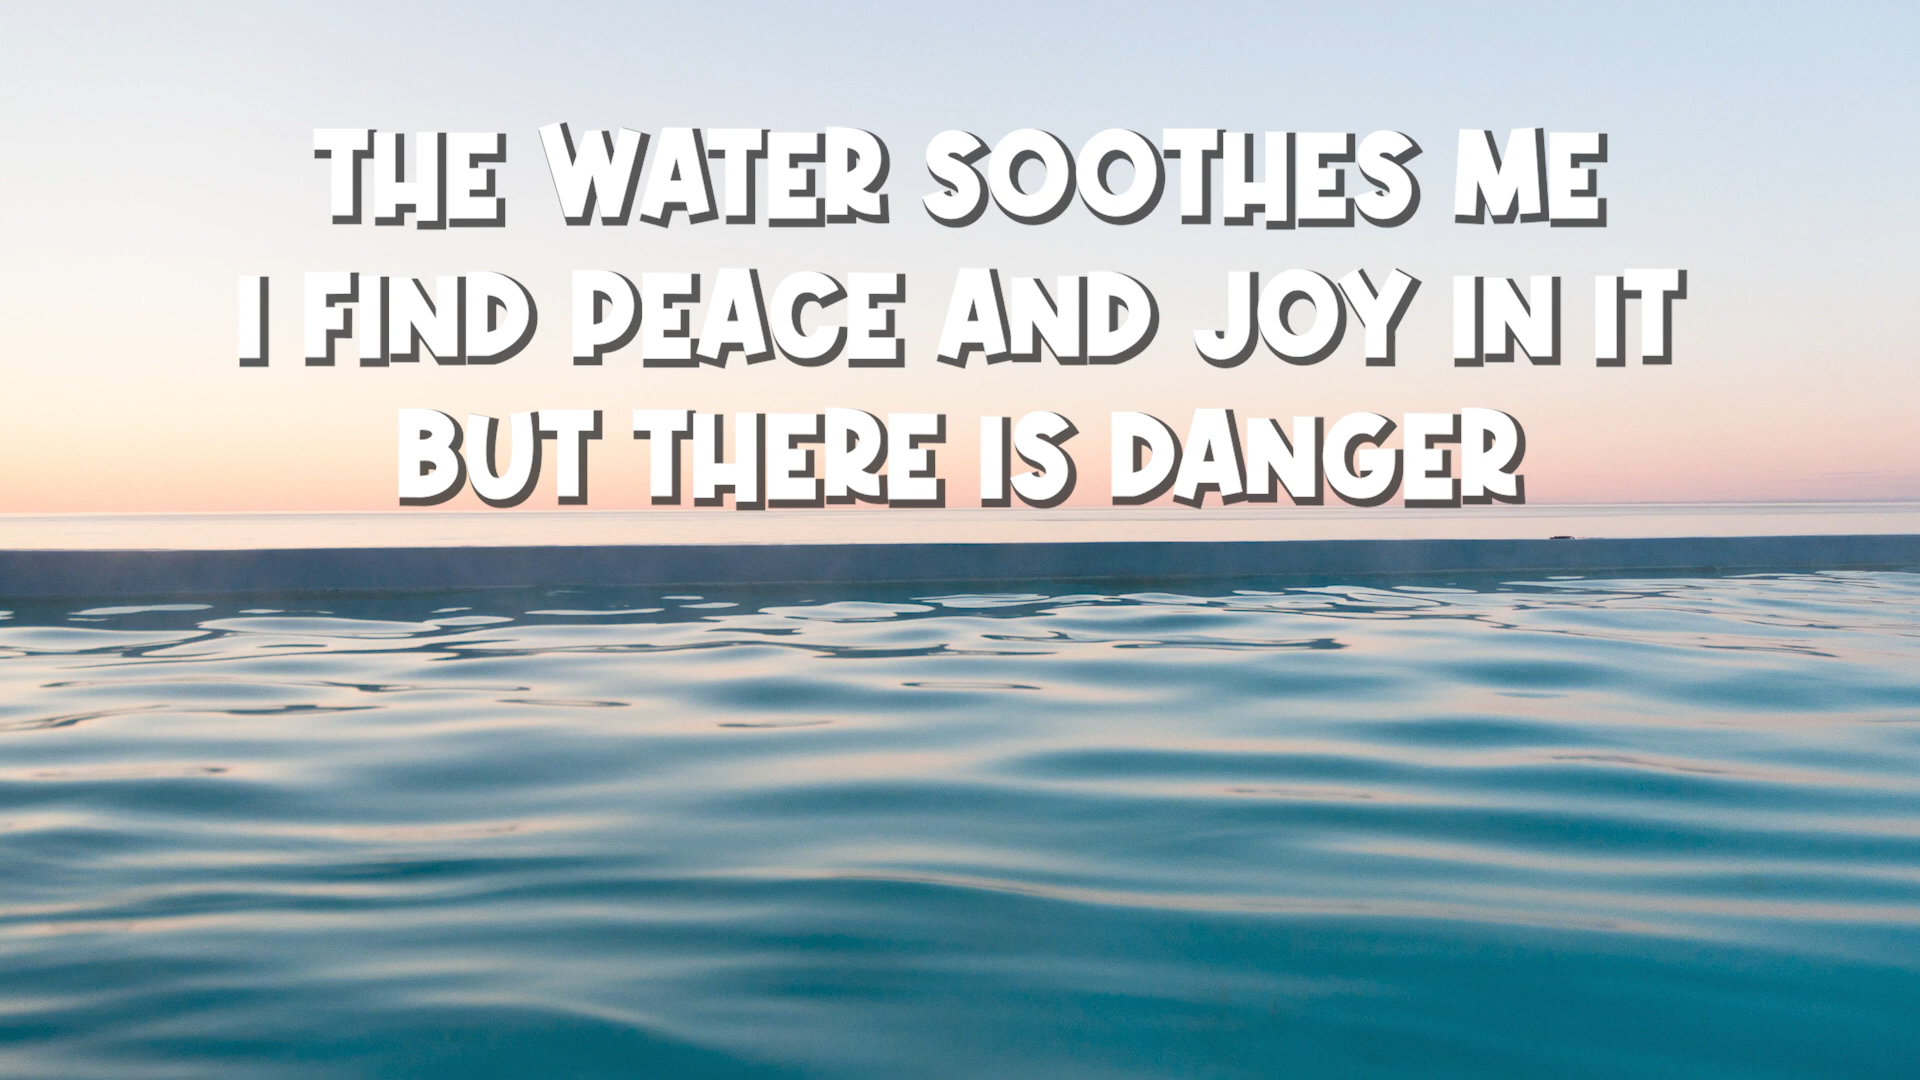 THE WATER SOOTHES ME
I FIND PEACE AND JOY IN IT
BUT THERE IS DANGER